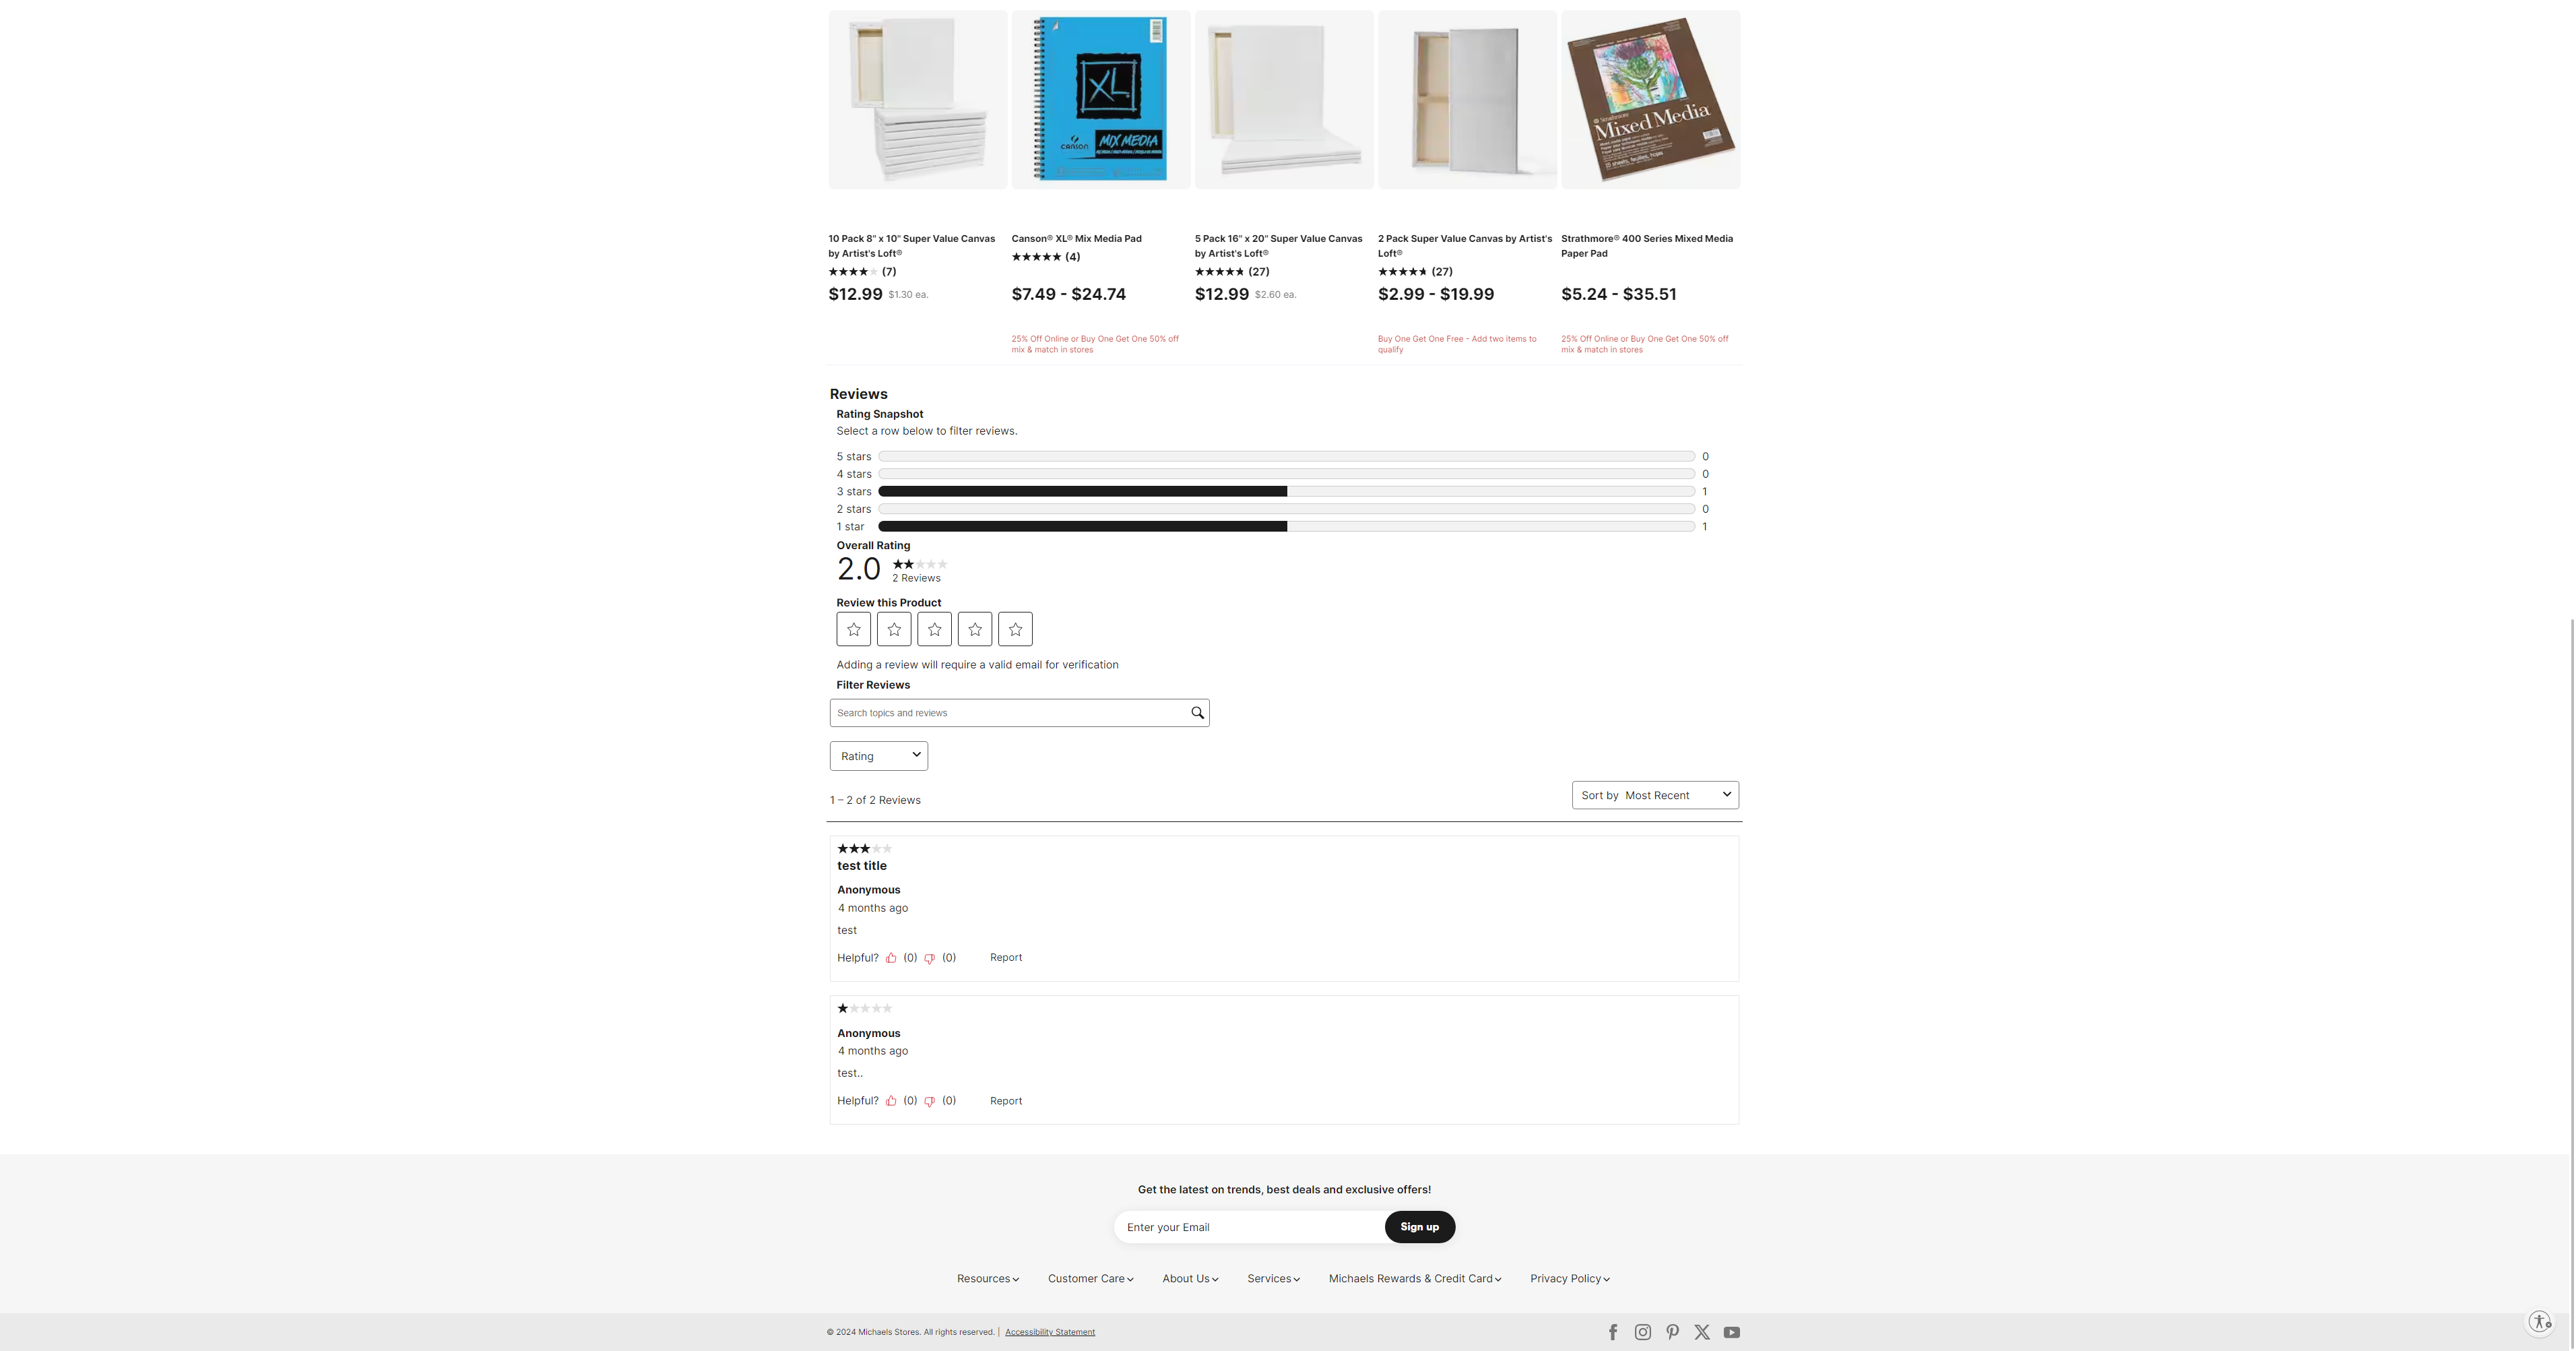 XL
CANSON
MIX MEDIA
Strathmore
Mixed Media
10 Pack 8" x 10" Super Value Canvas
by Artist's Loft®
(7)
$12.99 $1.30 ea.
Canson® XL® Mix Media Pad
(4)
$7.49 - $24.74
25% Off Online or Buy One Get One 50% off
mix & match in stores
5 Pack 16" x 20" Super Value Canvas
by Artist's Loft®
(27)
$12.99 $2.60 ea.
2 Pack Super Value Canvas by Artist's
Loft®
(27)
$2.99 - $19.99
Buy One Get One Free - Add two items to
qualify
Strathmore® 400 Series Mixed Media
Paper Pad
$5.24 - $35.51
25% Off Online or Buy One Get One 50% off
mix & match in stores
Reviews
Rating Snapshot
Select a row below to filter reviews.
5 stars 0
4 stars 0
3 stars 1
2 stars 0
1 star 1
Overall Rating
2.0
2 Reviews
Review this Product
Adding a review will require a valid email for verification
Filter Reviews
Search topics and reviews
Rating
1 – 2 of 2 Reviews
Sort by Most Recent
test title
Anonymous
4 months ago
test
Helpful? (0) (0) Report
Anonymous
4 months ago
test..
Helpful? (0) (0) Report
Get the latest on trends, best deals and exclusive offers!
Enter your Email Sign up
Resources Customer Care About Us Services Michaels Rewards & Credit Card Privacy Policy
© 2024 Michaels Stores. All rights reserved. | Accessibility Statement